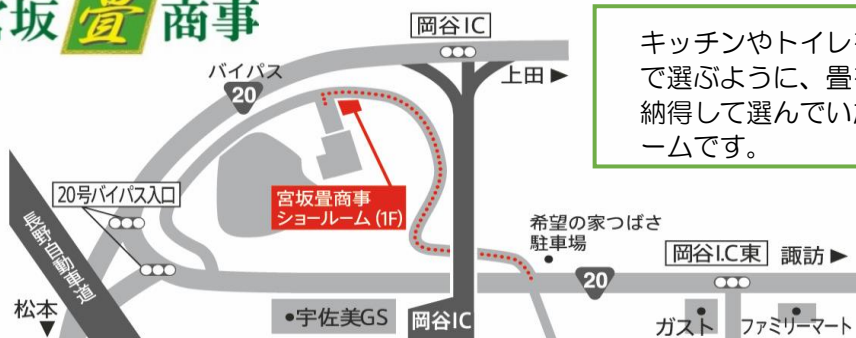 宮坂 畳 商事
岡谷IC
上田▶
バイパス
20
キッチンやトイレを
で選ぶように、畳を
納得して選んでいた
ームです。
20号バイパス入口
長野自動車道
宮坂畳商事
ショールーム (1F)
希望の家つばさ
駐車場
岡谷I.C東
諏訪▶
20
松本
▼
•宇佐美GS
岡谷IC
ガスト
ファミリーマート